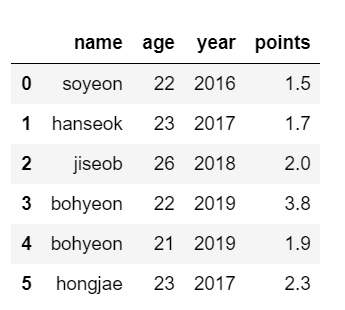 name age year points
0 soyeon 22 2016 1.5
1 hanseok 23 2017 1.7
2 jiseob 26 2018 2.0
3 bohyeon 22 2019 3.8
4 bohyeon 21 2019 1.9
5 hongjae 23 2017 2.3